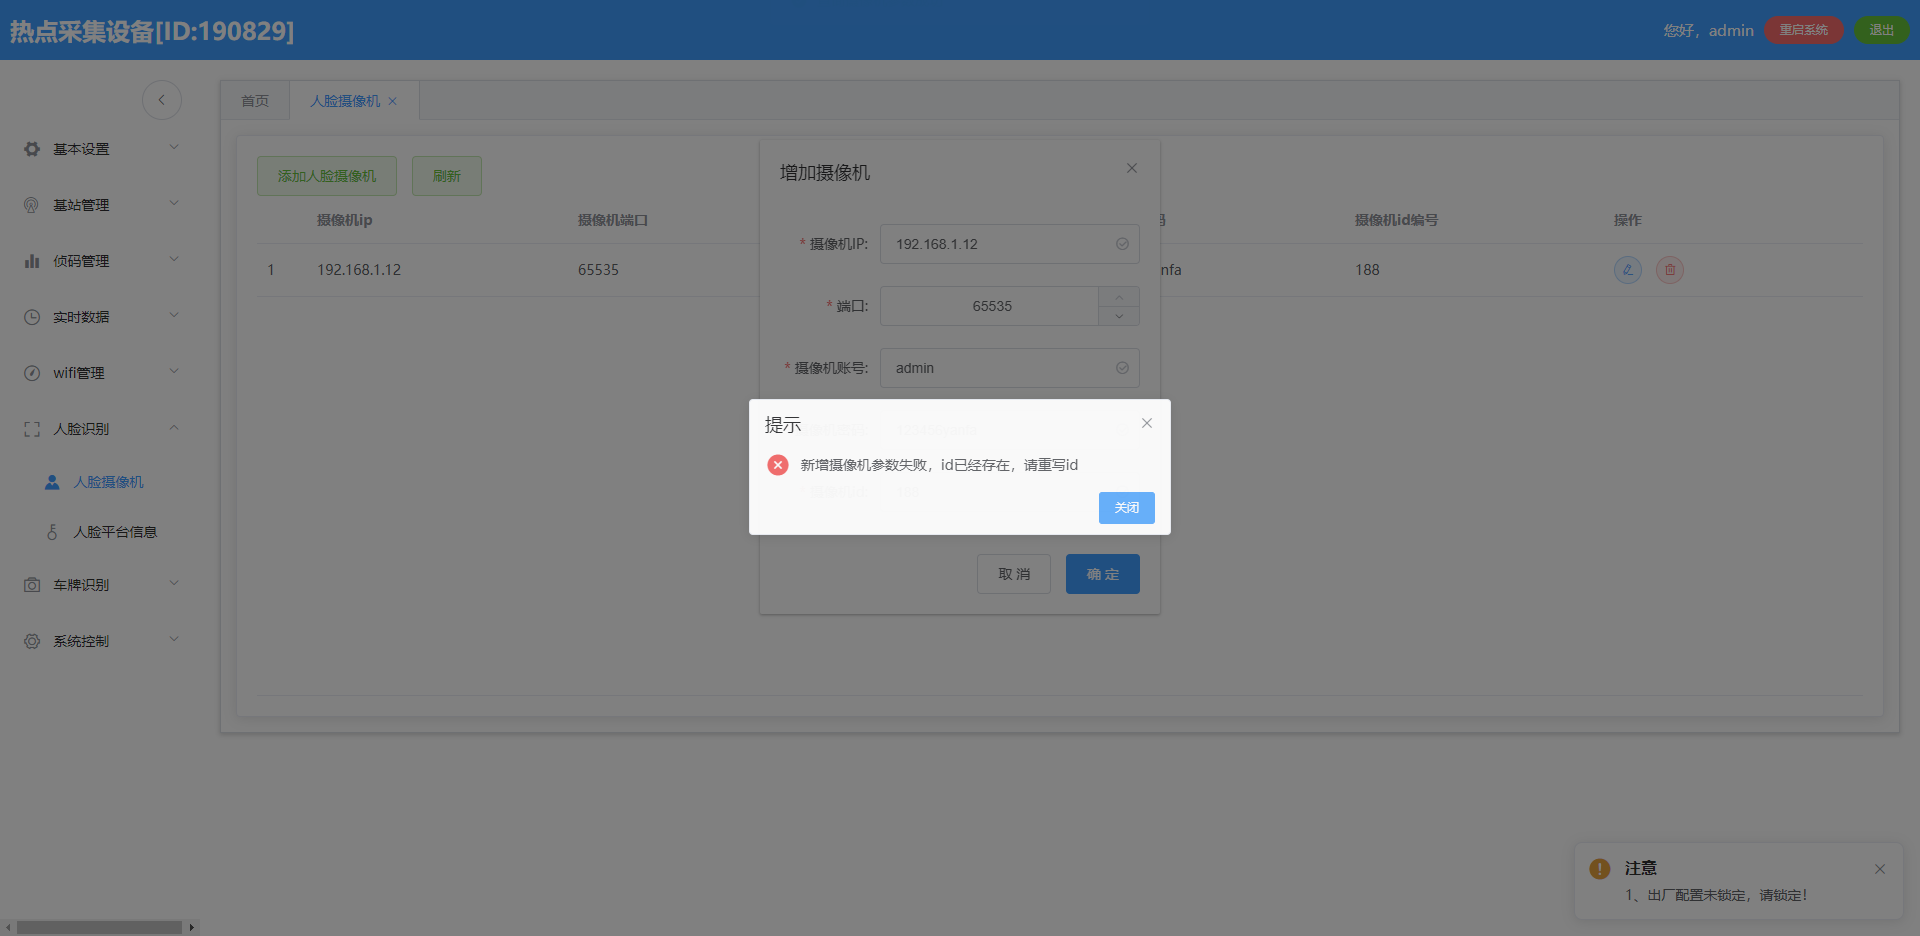 热点采集设备[ID:190829]
您好，admin
重启系统
退出
首页
人脸摄像机
基本设置
基站管理
侦码管理
实时数据
wifi管理
人脸识别
人脸摄像机
人脸平台信息
车牌识别
系统控制
添加人脸摄像机
刷新
摄像机ip
摄像机端口
摄像机id编号
操作
1
192.168.1.12
65535
nfa
188
增加摄像机
* 摄像机IP:
192.168.1.12
* 端口:
65535
* 摄像机账号:
admin
提示
新增摄像机参数失败，id已经存在，请重写id
关闭
取 消
确 定
注意
1、出厂配置未锁定，请锁定！